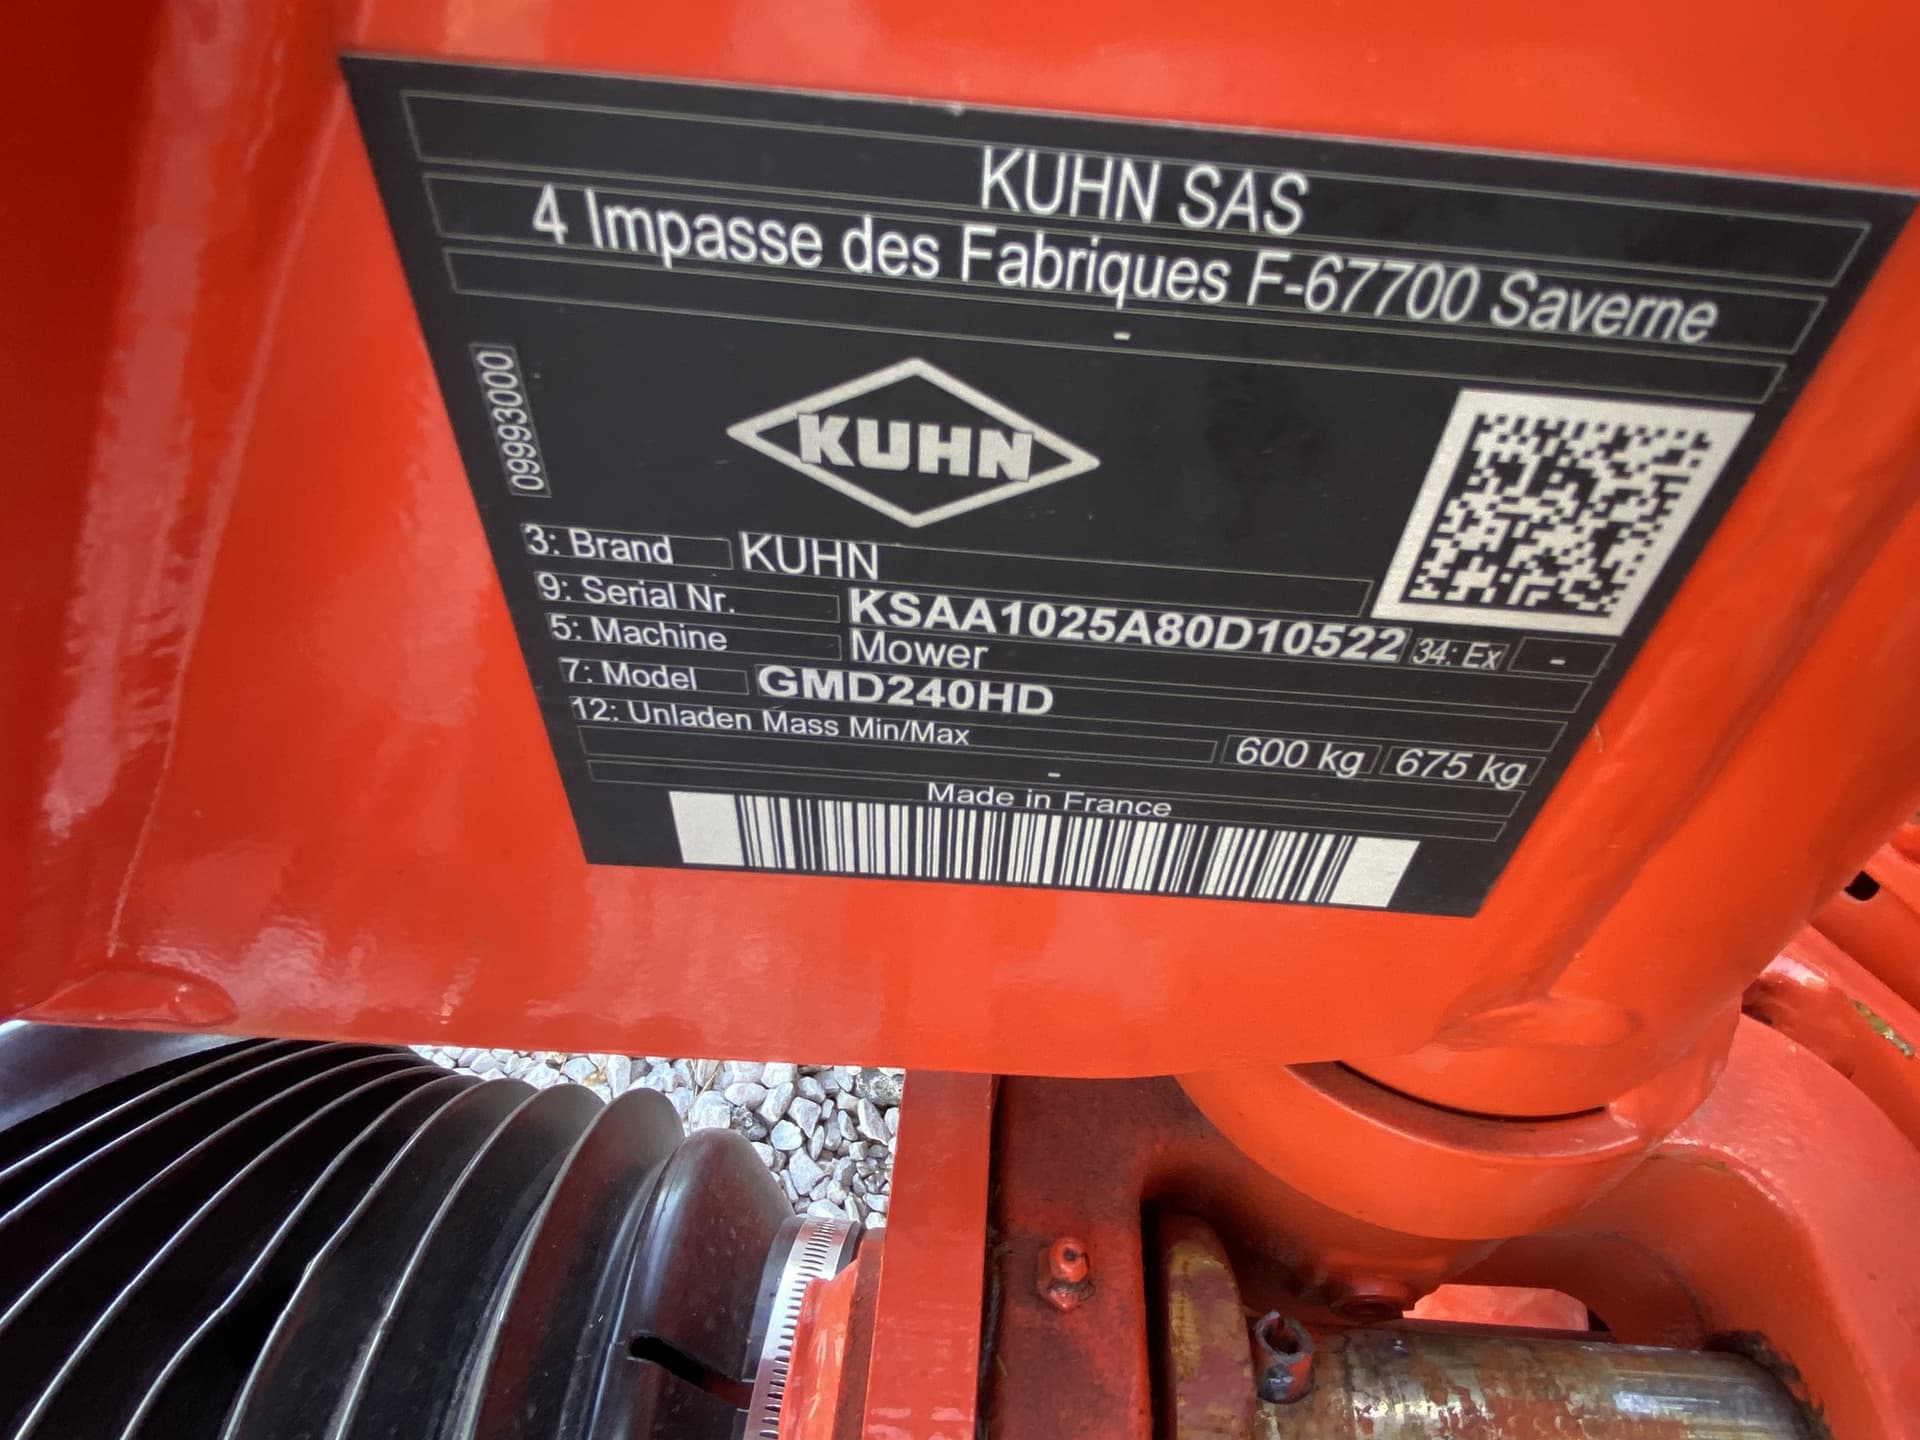 KUHN SAS
4 Impasse des Fabriques F-67700 Saverne
-
09993000
KUHN
3: Brand KUHN
9: Serial Nr. KSAA1025A80D10522 34: Ex -
5: Machine Mower
7: Model GMD240HD
12: Unladen Mass Min/Max 600 kg 675 kg
-
Made in France